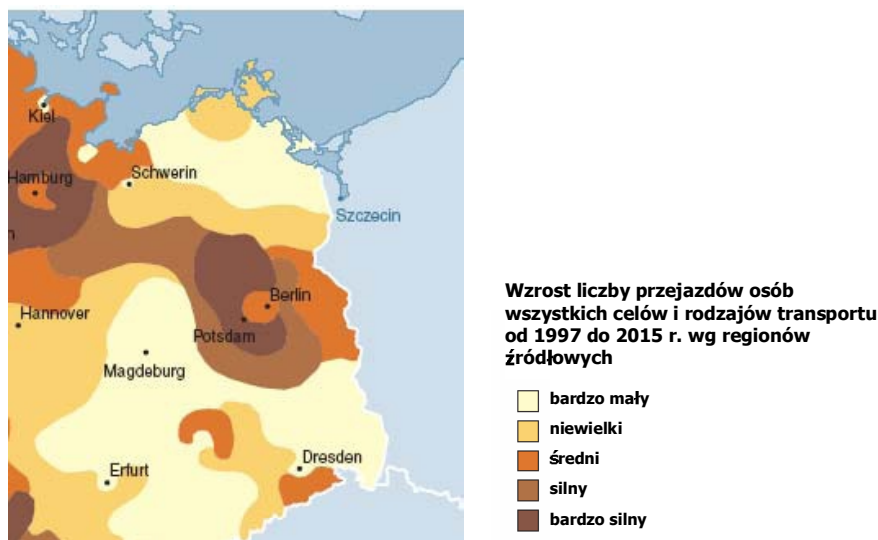 Kiel
Hamburg
Schwerin
Szczecin
n
Hannover
Berlin
Potsdam
Magdeburg
Erfurt
Dresden
Wzrost liczby przejazdów osób
wszystkich celów i rodzajów transportu
od 1997 do 2015 r. wg regionów
źródłowych
bardzo mały
niewielki
średni
silny
bardzo silny